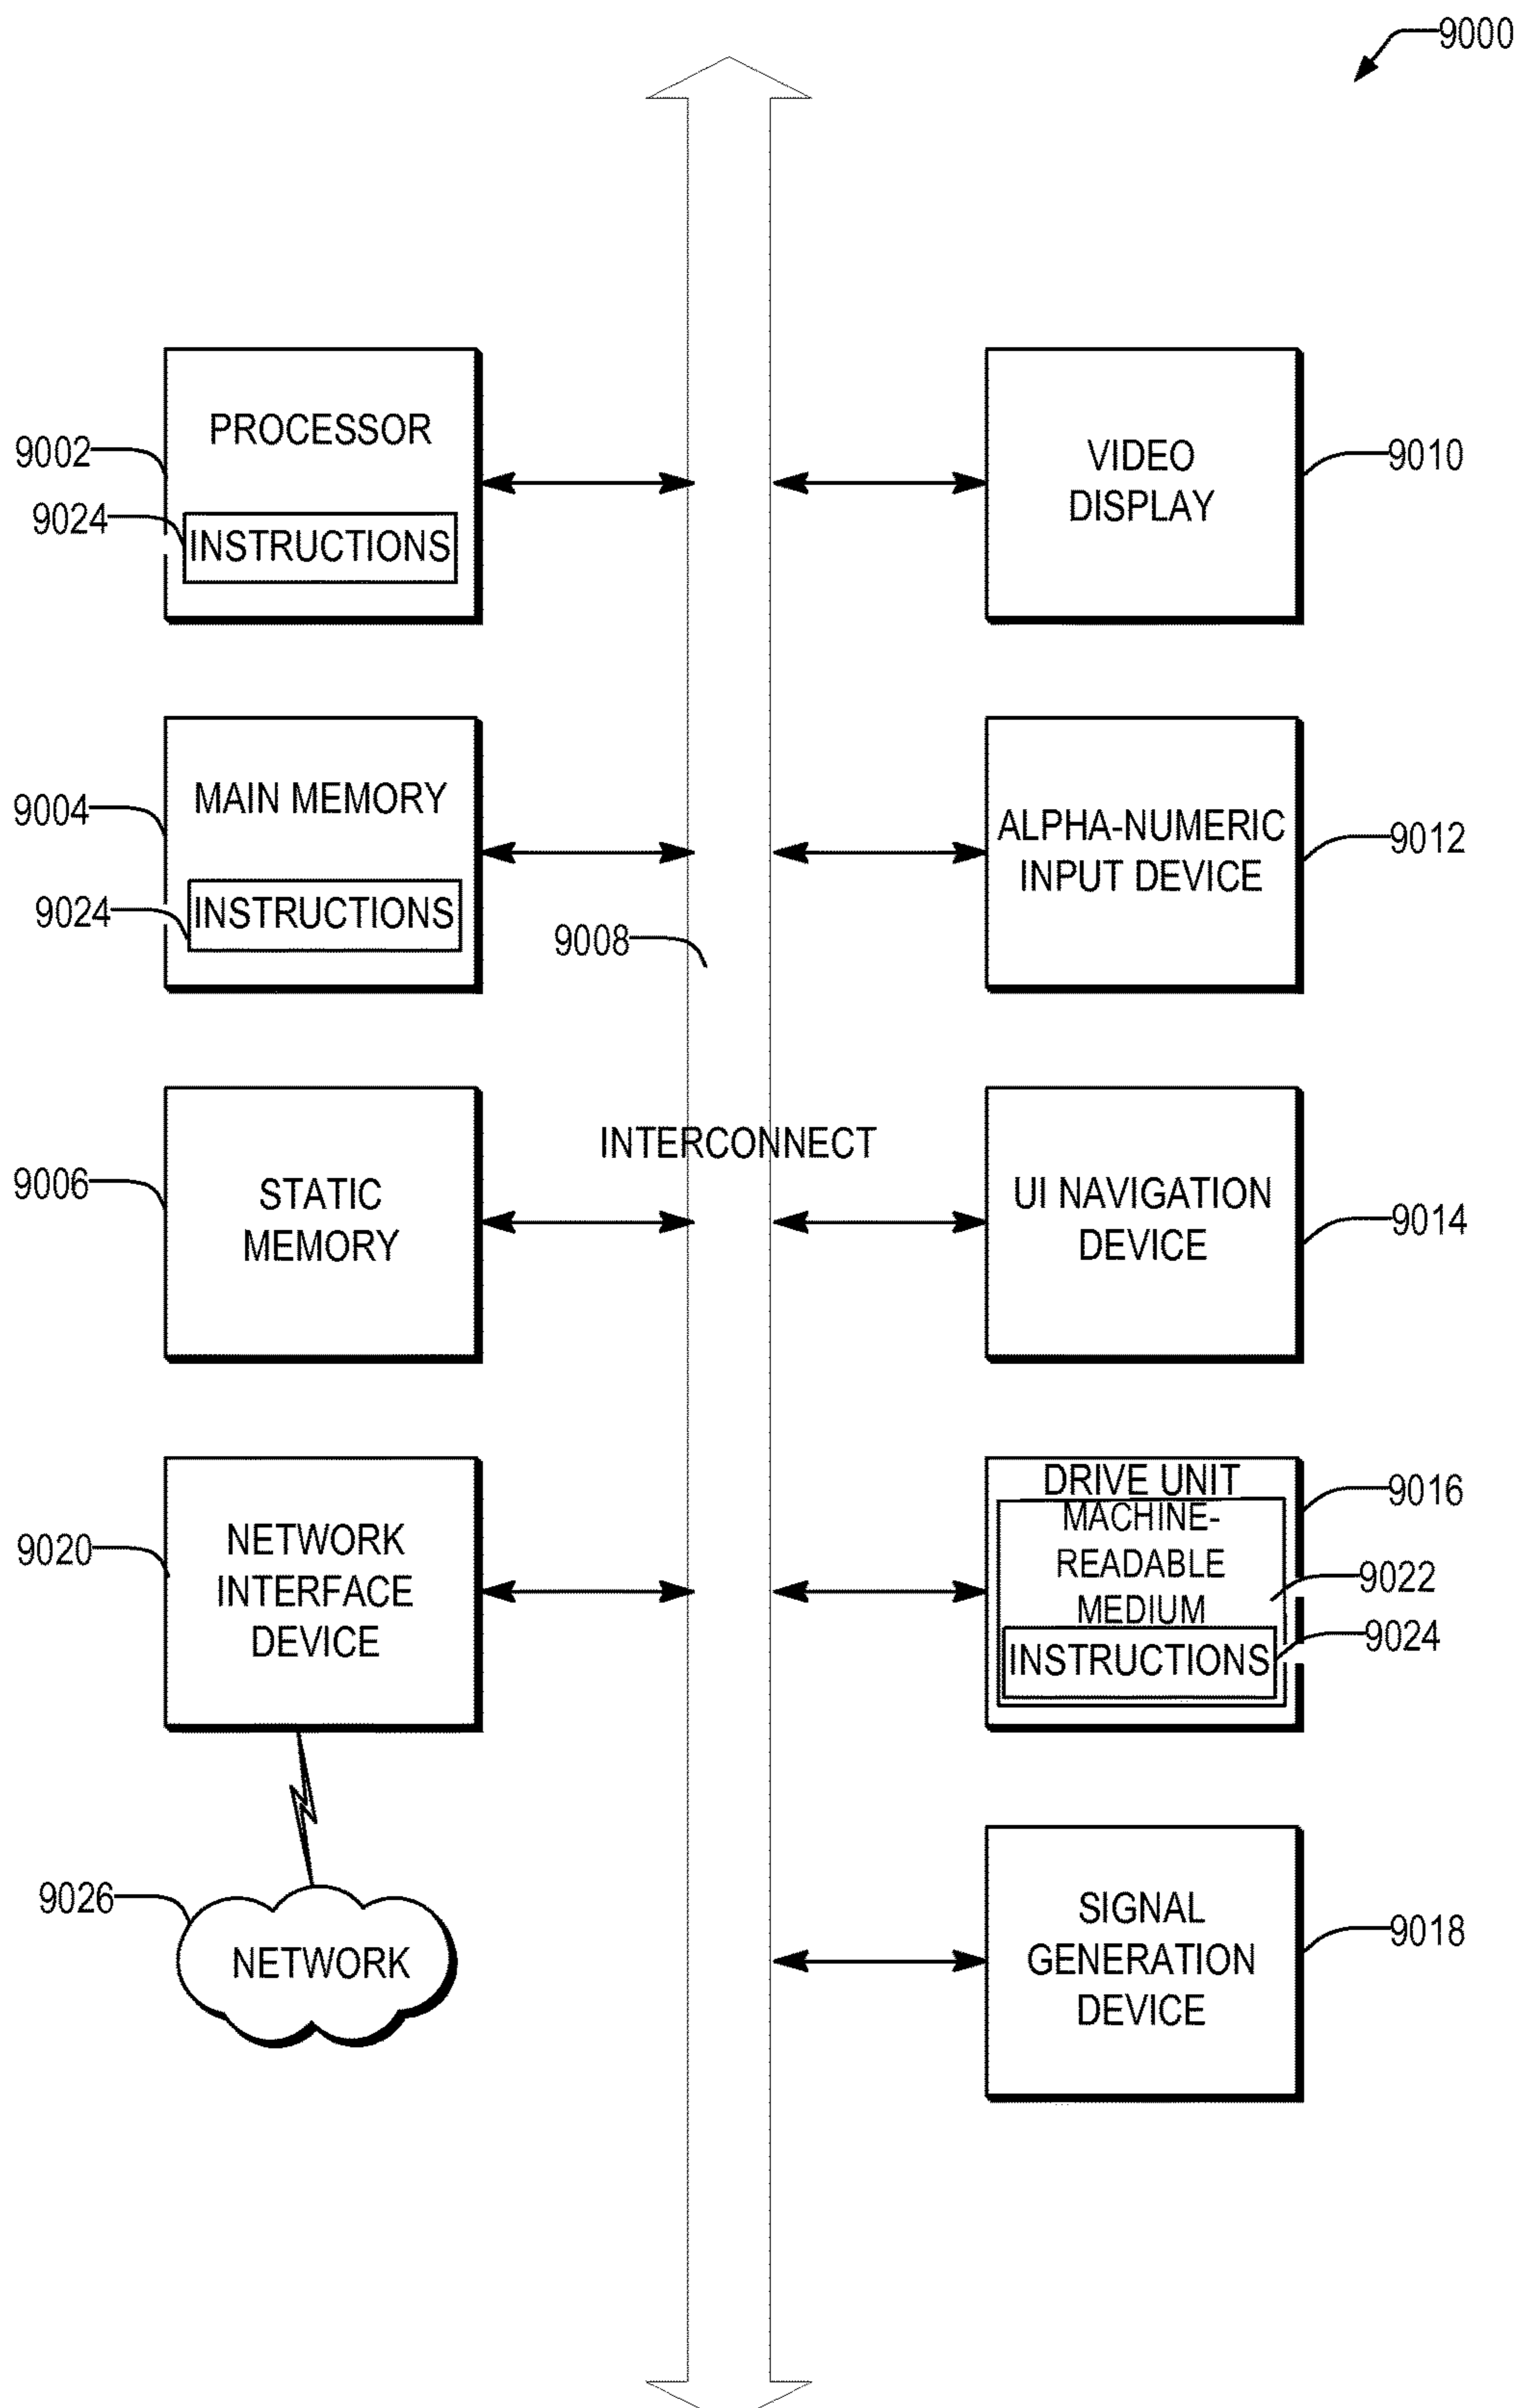 9000
PROCESSOR
9002
9024
INSTRUCTIONS
VIDEO
DISPLAY
9010
MAIN MEMORY
9004
9024
INSTRUCTIONS
9008
ALPHA-NUMERIC
INPUT DEVICE
9012
INTERCONNECT
9006
STATIC
MEMORY
UI NAVIGATION
DEVICE
9014
9020
NETWORK
INTERFACE
DEVICE
DRIVE UNIT
9016
MACHINE-
READABLE
MEDIUM
9022
9024
INSTRUCTIONS
9026
NETWORK
SIGNAL
GENERATION
DEVICE
9018